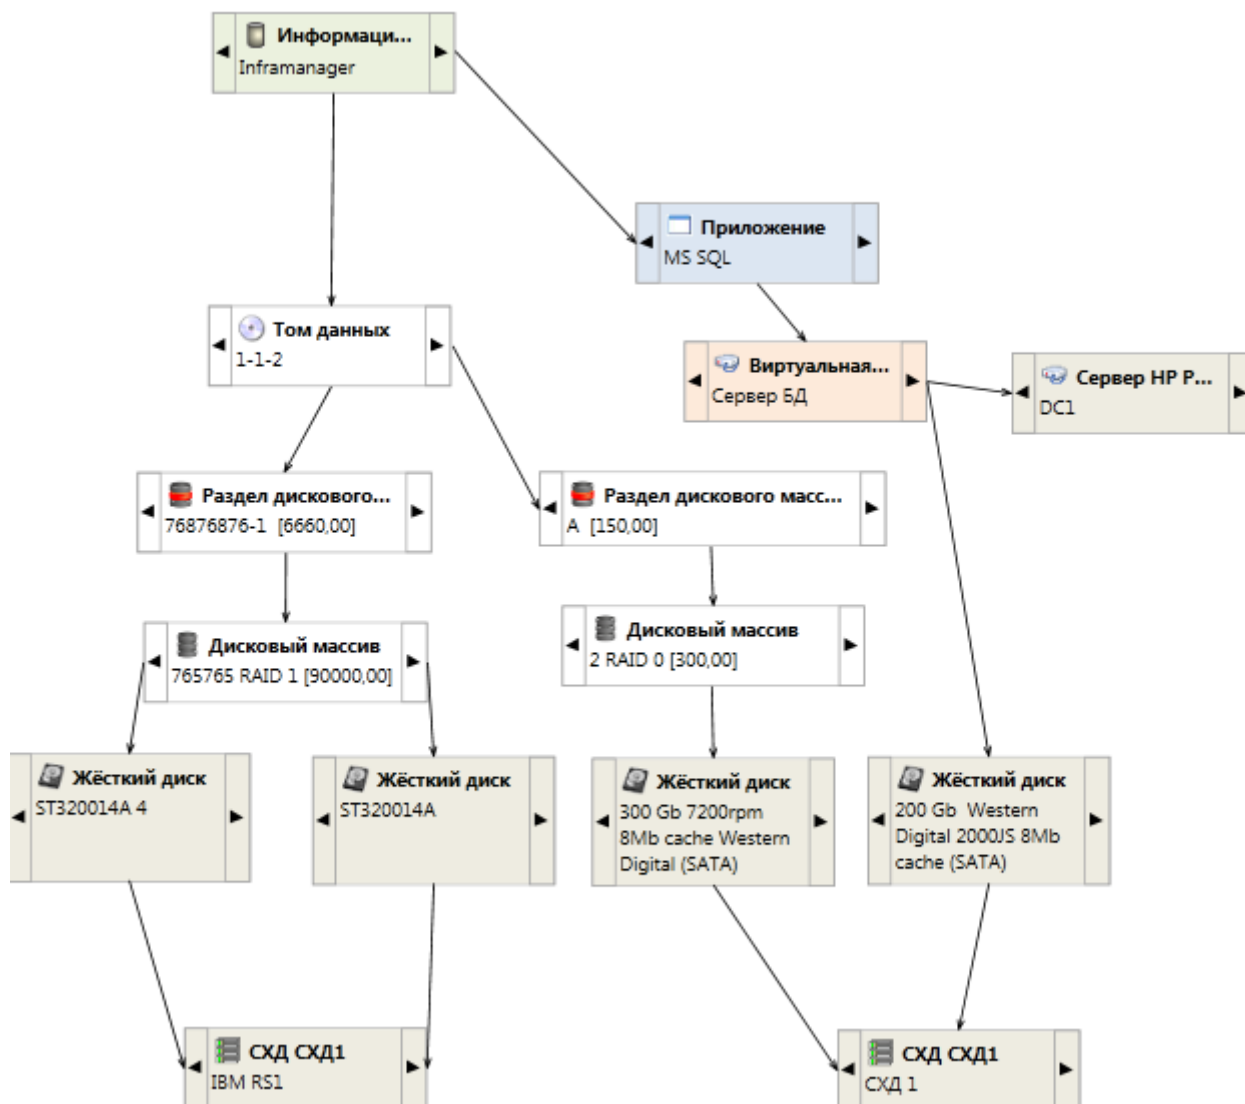 Информаци...
Inframanager
Приложение
MS SQL
Том данных
1-1-2
Виртуальная...
Сервер БД
Сервер HP P...
DC1
Раздел дискового...
76876876-1 [6660,00]
Раздел дискового масс...
A [150,00]
Дисковый массив
765765 RAID 1 [90000,00]
Дисковый массив
2 RAID 0 [300,00]
Жёсткий диск
ST320014A 4
Жёсткий диск
ST320014A
Жёсткий диск
300 Gb 7200rpm
8Mb cache Western
Digital (SATA)
Жёсткий диск
200 Gb Western
Digital 2000JS 8Mb
cache (SATA)
СХД СХД1
IBM RS1
СХД СХД1
СХД 1